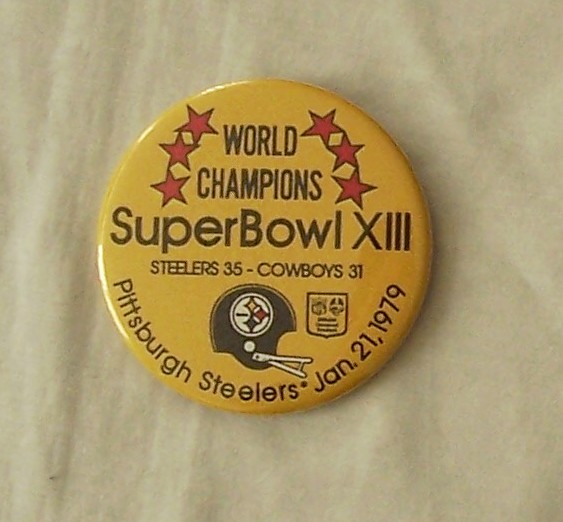 WORLD
CHAMPIONS
SuperBowl XIII
STEELERS 35 - COWBOYS 31
Pittsburgh Steelers • Jan. 21, 1979